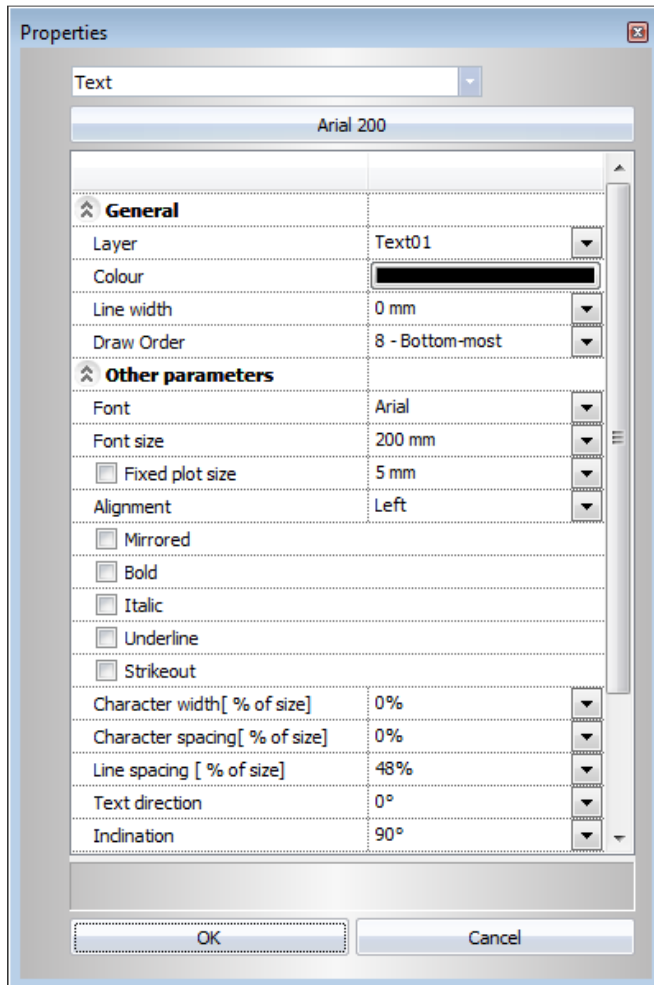 Properties
Text
Arial 200
General
Layer Text01
Colour
Line width 0 mm
Draw Order 8 - Bottom-most
Other parameters
Font Arial
Font size 200 mm
Fixed plot size 5 mm
Alignment Left
Mirrored
Bold
Italic
Underline
Strikeout
Character width[ % of size] 0%
Character spacing[ % of size] 0%
Line spacing [ % of size] 48%
Text direction 0°
Inclination 90°
OK Cancel